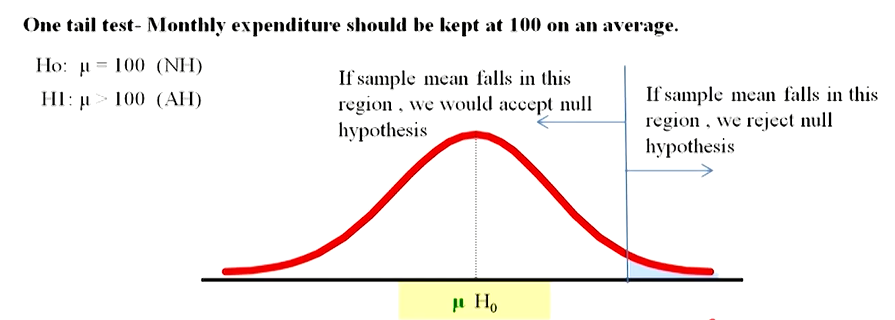 One tail test- Monthly expenditure should be kept at 100 on an average.
Ho: μ = 100 (NH)
H1: μ > 100 (AH)
If sample mean falls in this
region , we would accept null
hypothesis
If sample mean falls in this
region , we reject null
hypothesis
μ H₀